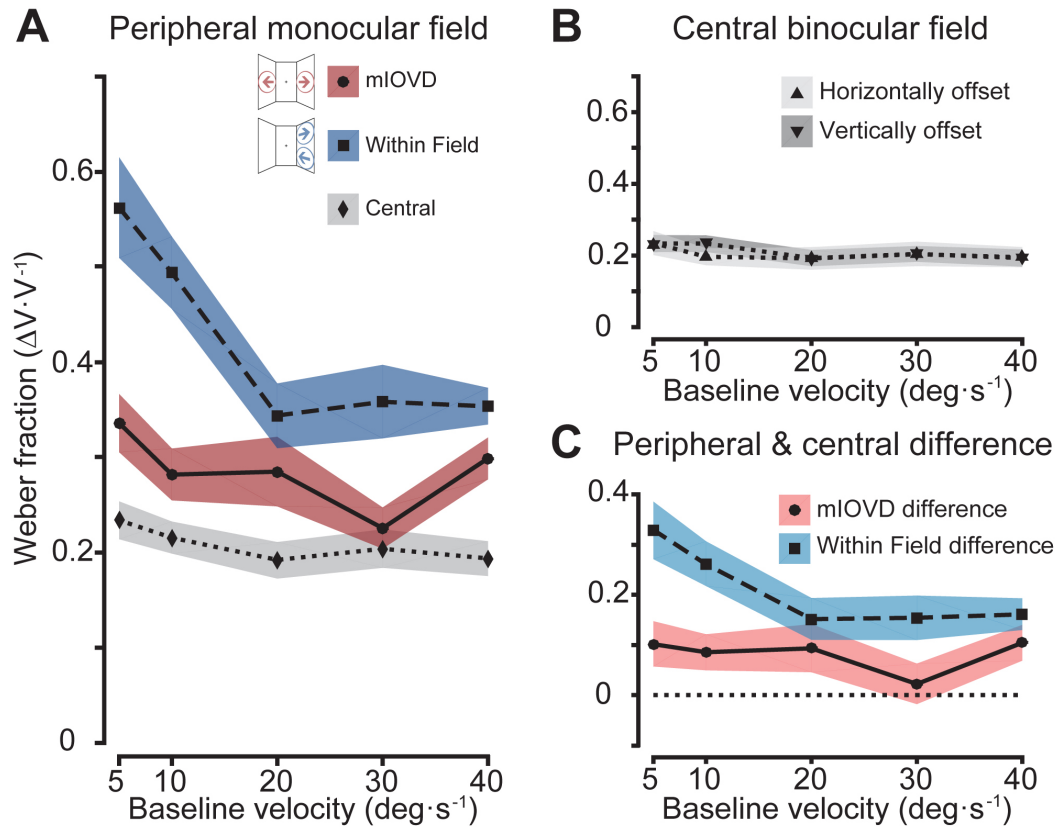 A Peripheral monocular field
mIOVD
Within Field
Central
Weber fraction (ΔV·V⁻¹)
0.6
0.4
0.2
0
5 10 20 30 40
Baseline velocity (deg·s⁻¹)
B Central binocular field
Horizontally offset
Vertically offset
0.6
0.4
0.2
0
5 10 20 30 40
Baseline velocity (deg·s⁻¹)
C Peripheral & central difference
mIOVD difference
Within Field difference
0.4
0.2
0
5 10 20 30 40
Baseline velocity (deg·s⁻¹)